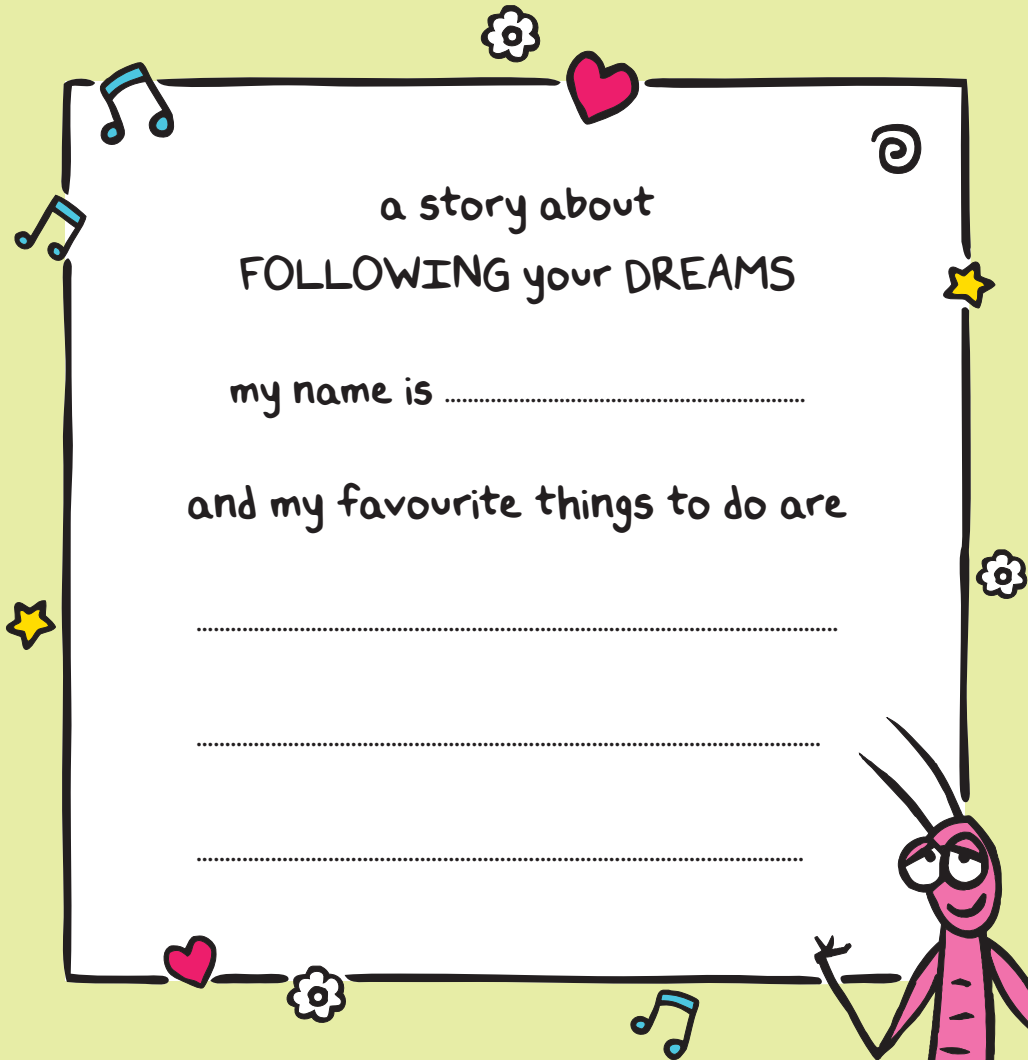 a story about
FOLLOWING your DREAMS
my name is ..............................
and my favourite things to do are
..............................
..............................
..............................